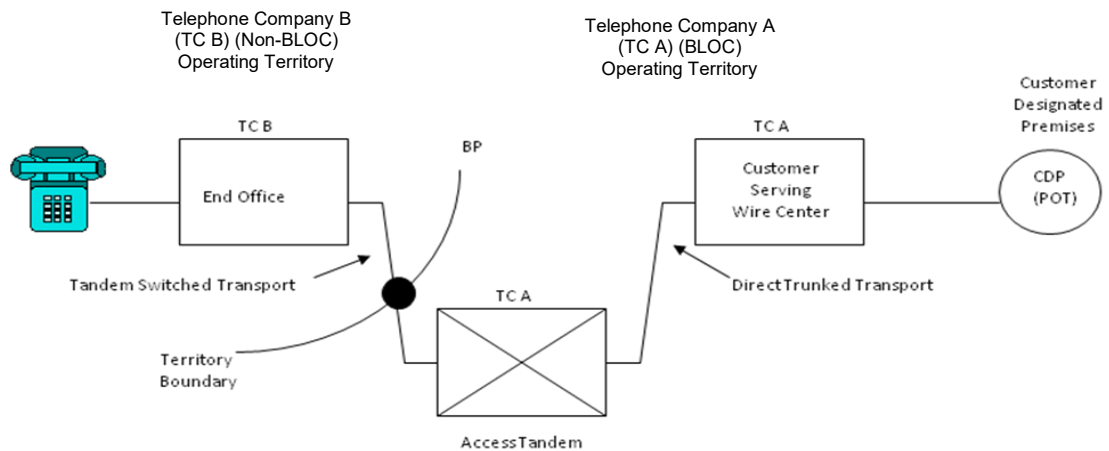 Telephone Company B
(TC B) (Non-BLOC)
Operating Territory
Telephone Company A
(TC A) (BLOC)
Operating Territory
Customer
Designated
Premises
TC B
End Office
BP
TC A
Customer
Serving
Wire Center
CDP
(POT)
Tandem Switched Transport
TC A
Direct Trunked Transport
Territory
Boundary
Access Tandem